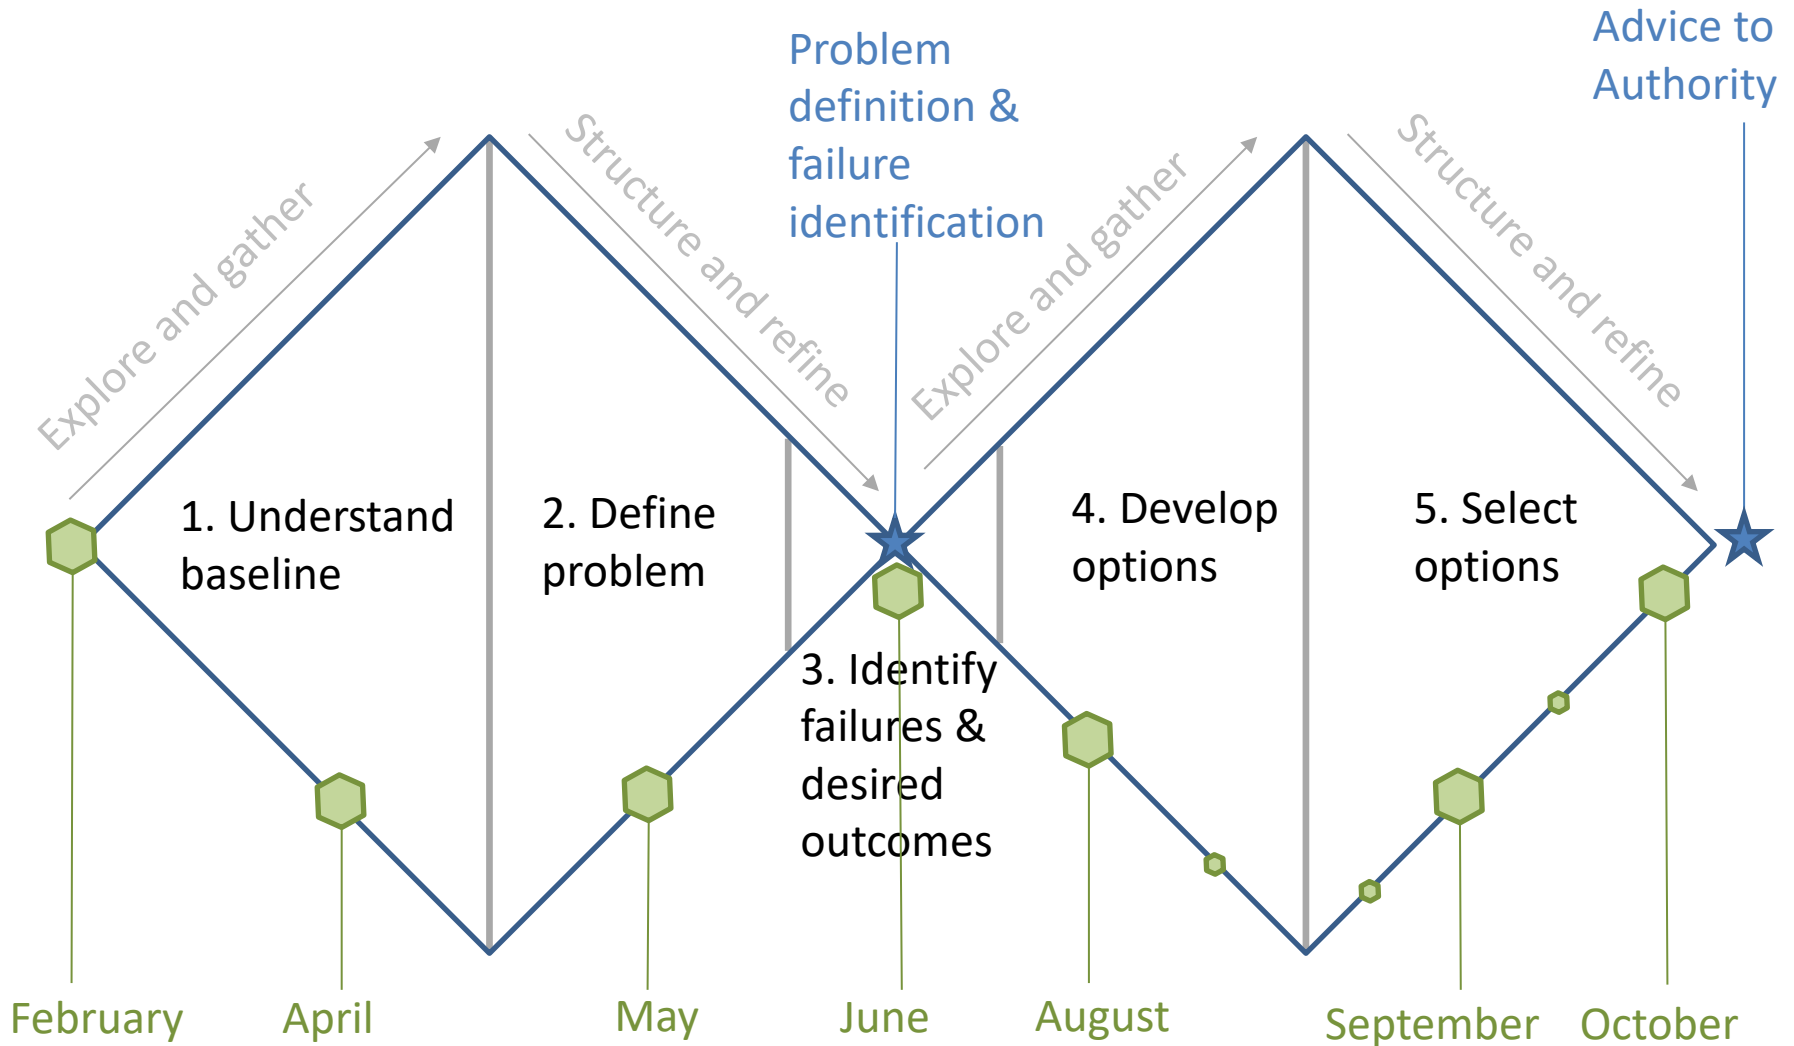 Problem
definition &
failure
identification
Advice to
Authority
Explore and gather
Structure and refine
Explore and gather
Structure and refine
1. Understand
baseline
2. Define
problem
3. Identify
failures &
desired
outcomes
4. Develop
options
5. Select
options
February
April
May
June
August
September
October